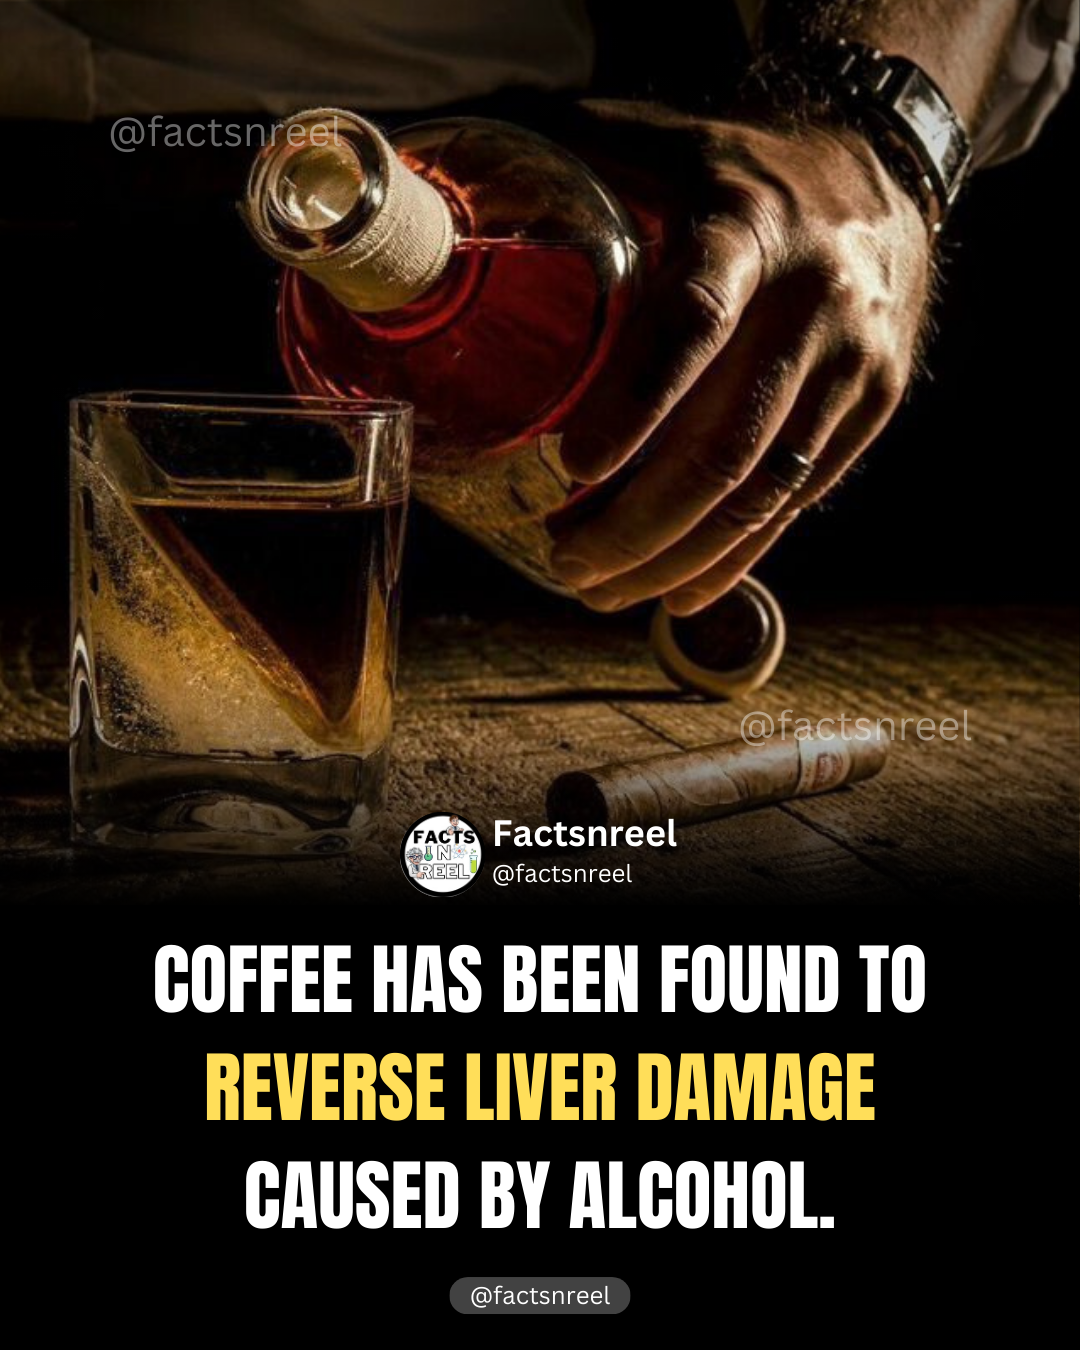 @factsnreel
@factsnreel
FACTS
IN
REEL
Factsnreel
@factsnreel
COFFEE HAS BEEN FOUND TO
REVERSE LIVER DAMAGE
CAUSED BY ALCOHOL.
@factsnreel